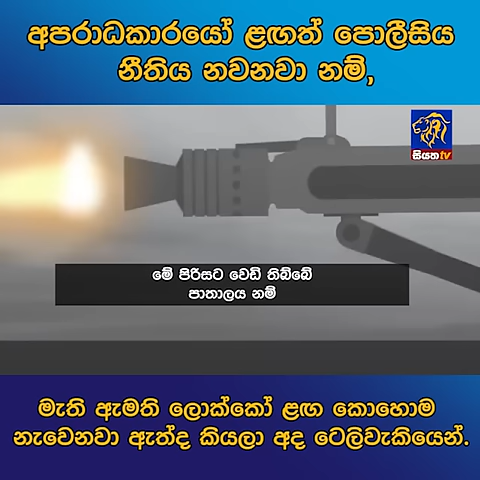 අපරාධකාරයෝ ළඟත් පොලීසිය
නීතිය නවනවා නම්,
සියත tv
මේ පිරිසට වෙඩි තිබ්බේ
පාතාලය නම්
මැති ඇමති ලොක්කෝ ළඟ කොහොම
නැවෙනවා ඇත්ද කියලා අද ටෙලිවැකියෙන්.